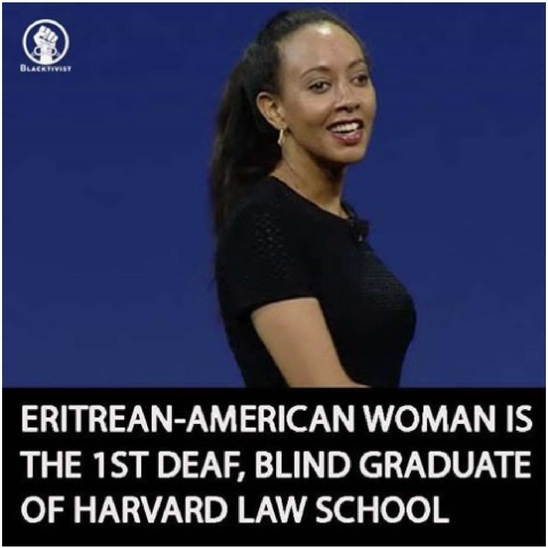 BLACKTIVIST
ERITREAN-AMERICAN WOMAN IS
THE 1ST DEAF, BLIND GRADUATE
OF HARVARD LAW SCHOOL